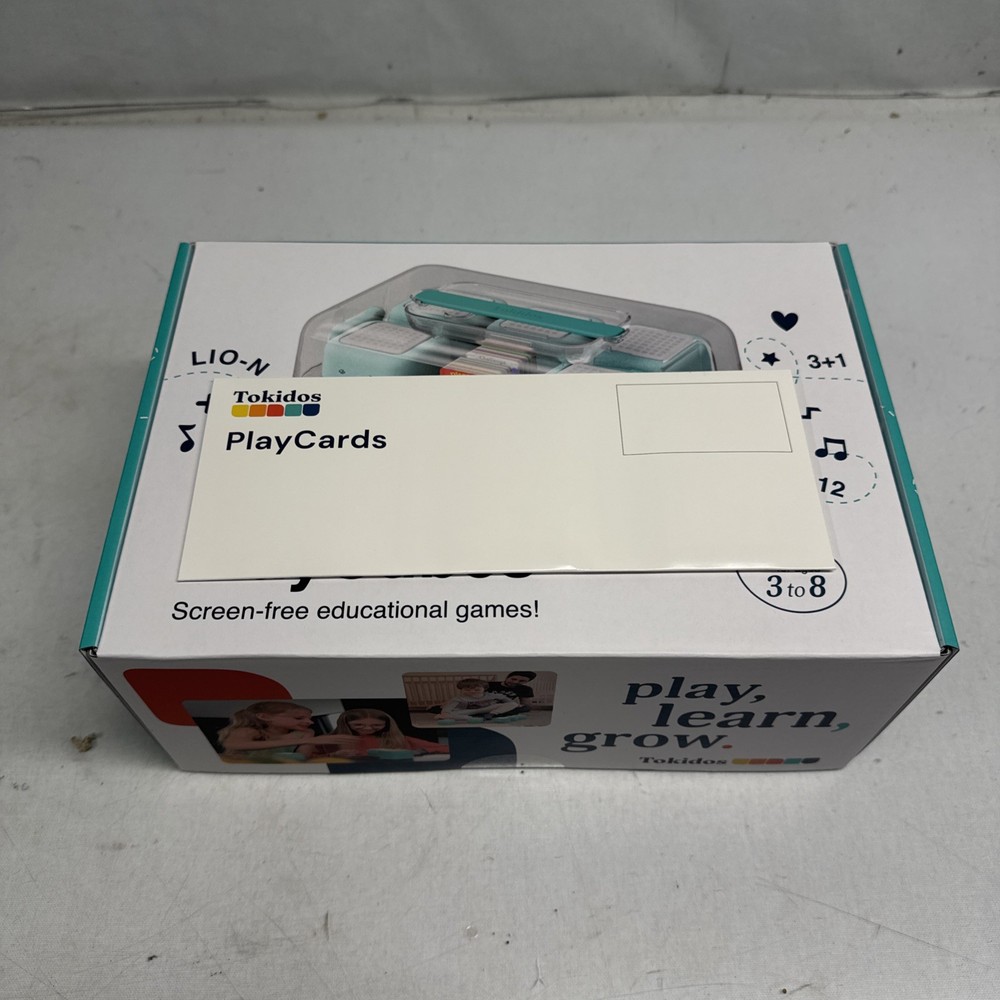 LIO-N
3+1
Tokidos
PlayCards
12
3 to 8
Screen-free educational games!
play,
learn,
grow.
Tokidos